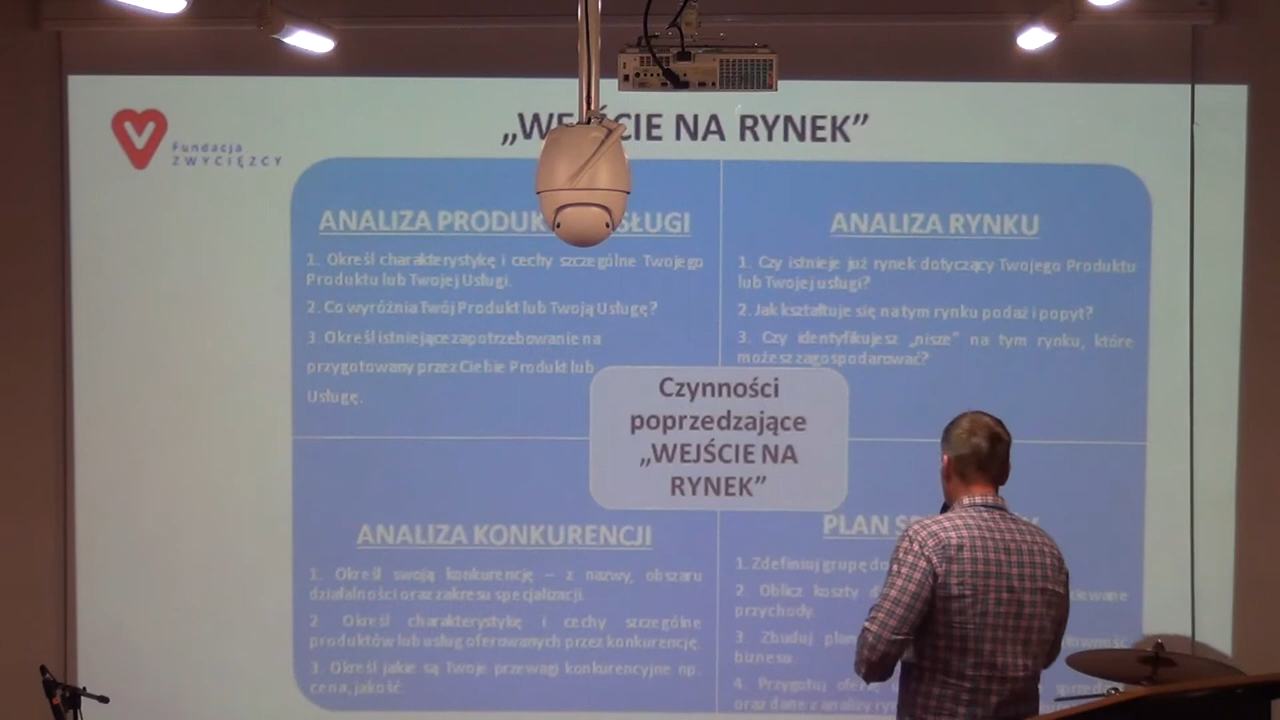 Fundacja
ZWYCIĘZCY
„WEJŚCIE NA RYNEK”
ANALIZA RYNKU
1. Określ charakterystykę i cechy szczególne Twojego
Produktu lub Twojej Usługi.
2. Co wyróżnia Twój Produkt lub Twoją Usługę?
3 Określ istniejące zapotrzebowanie na
przygotowany przez Ciebie Produkt lub
Usługę.
1. Czy istnieje już rynek dotyczący Twojego Produktu
lub Twojej usługi?
2. Jak kształtuje się na tym rynku podaż i popyt?
3. Czy identyfikujesz „nisze” na tym rynku, które
możesz zagospodarować?
Czynności
poprzedzające
„WEJŚCIE NA
RYNEK”
ANALIZA KONKURENCJI
1. Określ swoją konkurencję – z nazwy, obszaru
działalności oraz zakresu specjalizacji.
2. Określ charakterystykę i cechy szczególne
produktów lub usług oferowanych przez konkurencję.
3. Określ jakie są Twoje przewagi konkurencyjne np.
cena, jakość.
PLAN
1. Zdefiniuj grupę
2. Oblicz koszty
przychody.
3. Zbuduj
biznesu.
4. Przygotuj
oraz dane z analizy